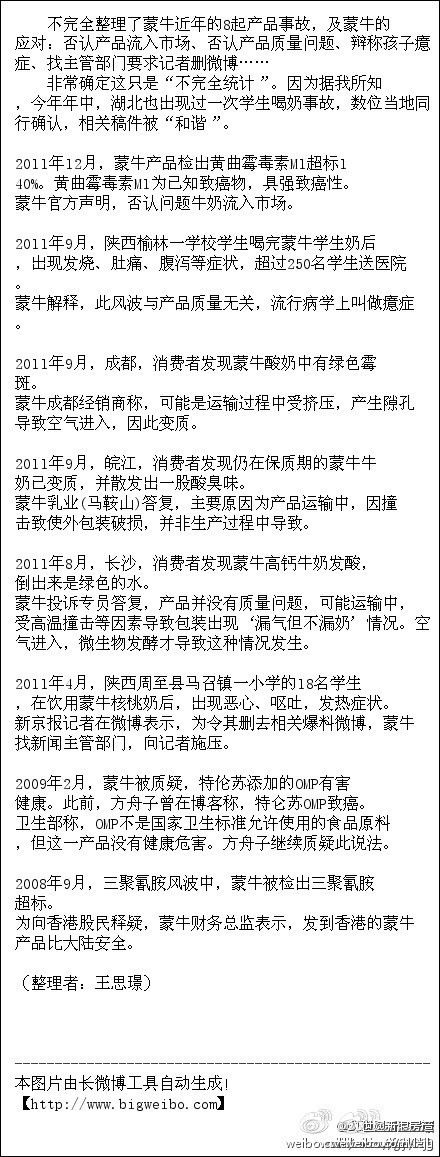 不完全整理了蒙牛近年的8起产品事故，及蒙牛的
应对：否认产品流入市场、否认产品质量问题、辩称孩子癔
症、找主管部门要求记者删微博……
非常确定这只是“不完全统计 ”。因为据我所知
，今年年中，湖北也出现过一次学生喝奶事故，数位当地同
行确认，相关稿件被“和谐 ”。
2011年12月，蒙牛产品检出黄曲霉毒素M1超标1
40%。黄曲霉毒素M1为已知致癌物，具强致癌性。
蒙牛官方声明，否认问题牛奶流入市场。
2011年9月，陕西榆林一学校学生喝完蒙牛学生奶后
，出现发烧、肚痛、腹泻等症状，超过250名学生送医院
。
蒙牛解释，此风波与产品质量无关，流行病学上叫做癔症
。
2011年9月，成都，消费者发现蒙牛酸奶中有绿色霉
斑。
蒙牛成都经销商称，可能是运输过程中受挤压，产生隙孔
导致空气进入，因此变质。
2011年9月，皖江，消费者发现仍在保质期的蒙牛牛
奶已变质，并散发出一股酸臭味。
蒙牛乳业(马鞍山)答复，主要原因为产品运输中，因撞
击致使外包装破损，并非生产过程中导致。
2011年8月，长沙，消费者发现蒙牛高钙牛奶发酸，
倒出来是绿色的水。
蒙牛投诉专员答复，产品并没有质量问题，可能运输中，
受高温撞击等因素导致包装出现‘漏气但不漏奶’情况。空
气进入，微生物发酵才导致这种情况发生。
2011年4月，陕西周至县马召镇一小学的18名学生
，在饮用蒙牛核桃奶后，出现恶心、呕吐，发热症状。
新京报记者在微博表示，为令其删去相关爆料微博，蒙牛
找新闻主管部门，向记者施压。
2009年2月，蒙牛被质疑，特伦苏添加的OMP有害
健康。此前，方舟子曾在博客称，特仑苏OMP致癌。
卫生部称，OMP不是国家卫生标准允许使用的食品原料
，但这一产品没有健康危害。方舟子继续质疑此说法。
2008年9月，三聚氰胺风波中，蒙牛被检出三聚氰胺
超标。
为向香港股民释疑，蒙牛财务总监表示，发到香港的蒙牛
产品比大陆安全。
（整理者：王思璟）
本图片由长微博工具自动生成!
【http://www.bigweibo.com】